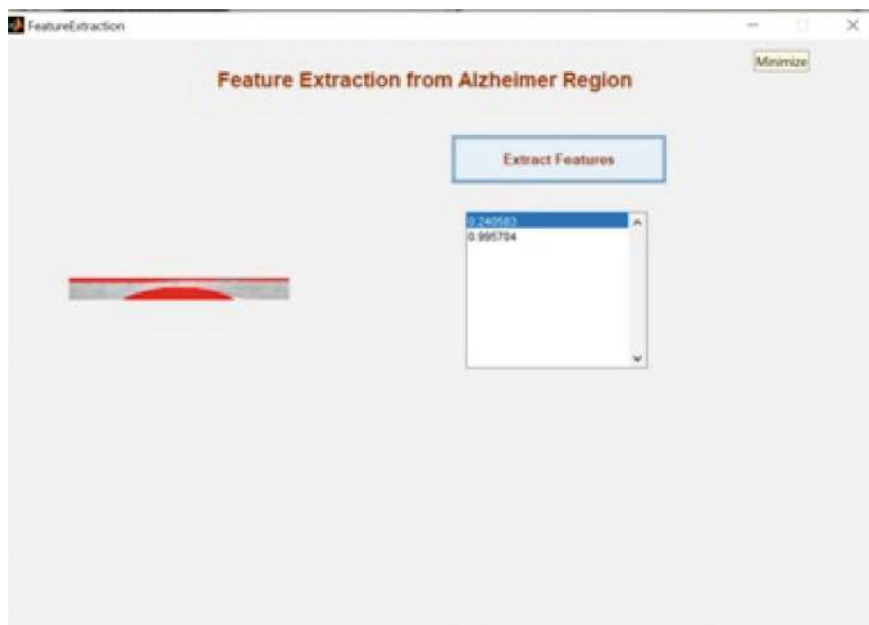 FeatureExtraction
Minimize
Feature Extraction from Alzheimer Region
Extract Features
0.240583
0.995704